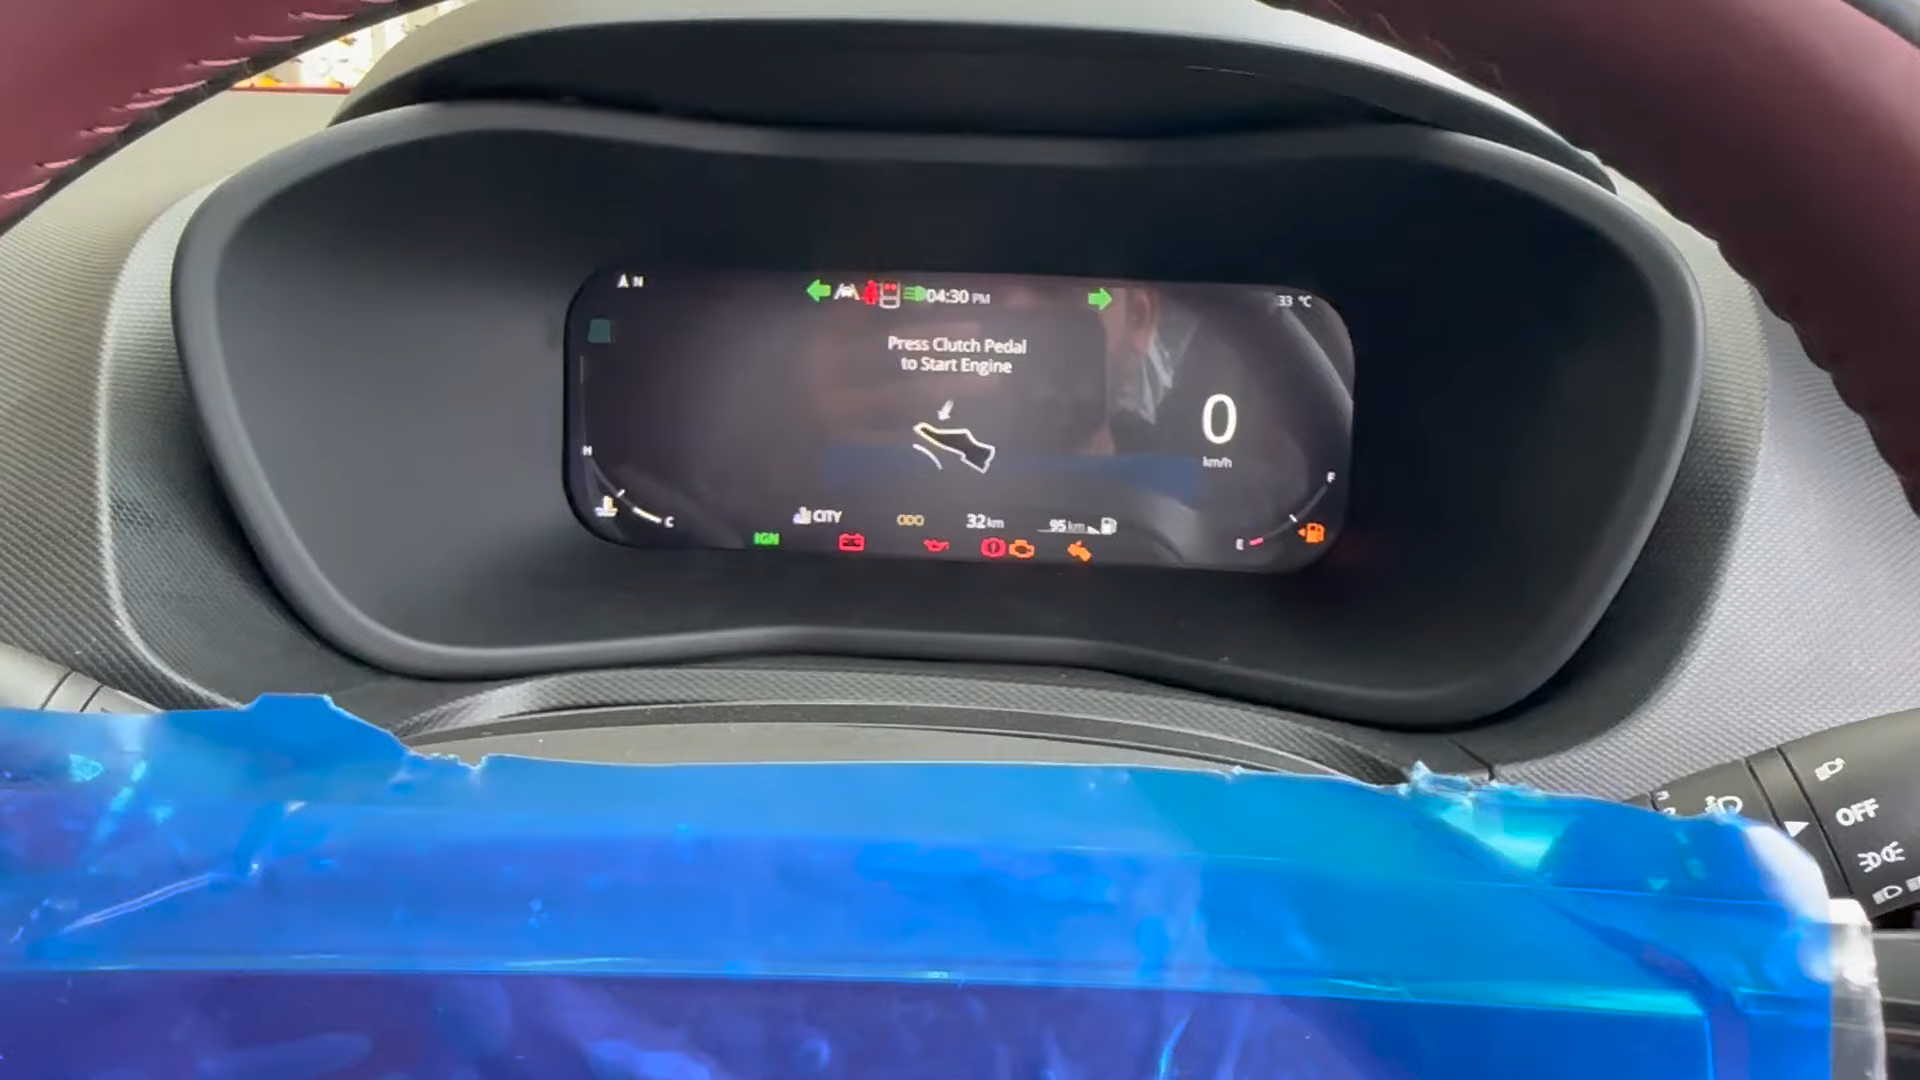 N
04:30 PM
33 °C
Press Clutch Pedal
to Start Engine
0
km/h
H
C
F
E
CITY
ODO
32 km
95 km
IGN
OFF